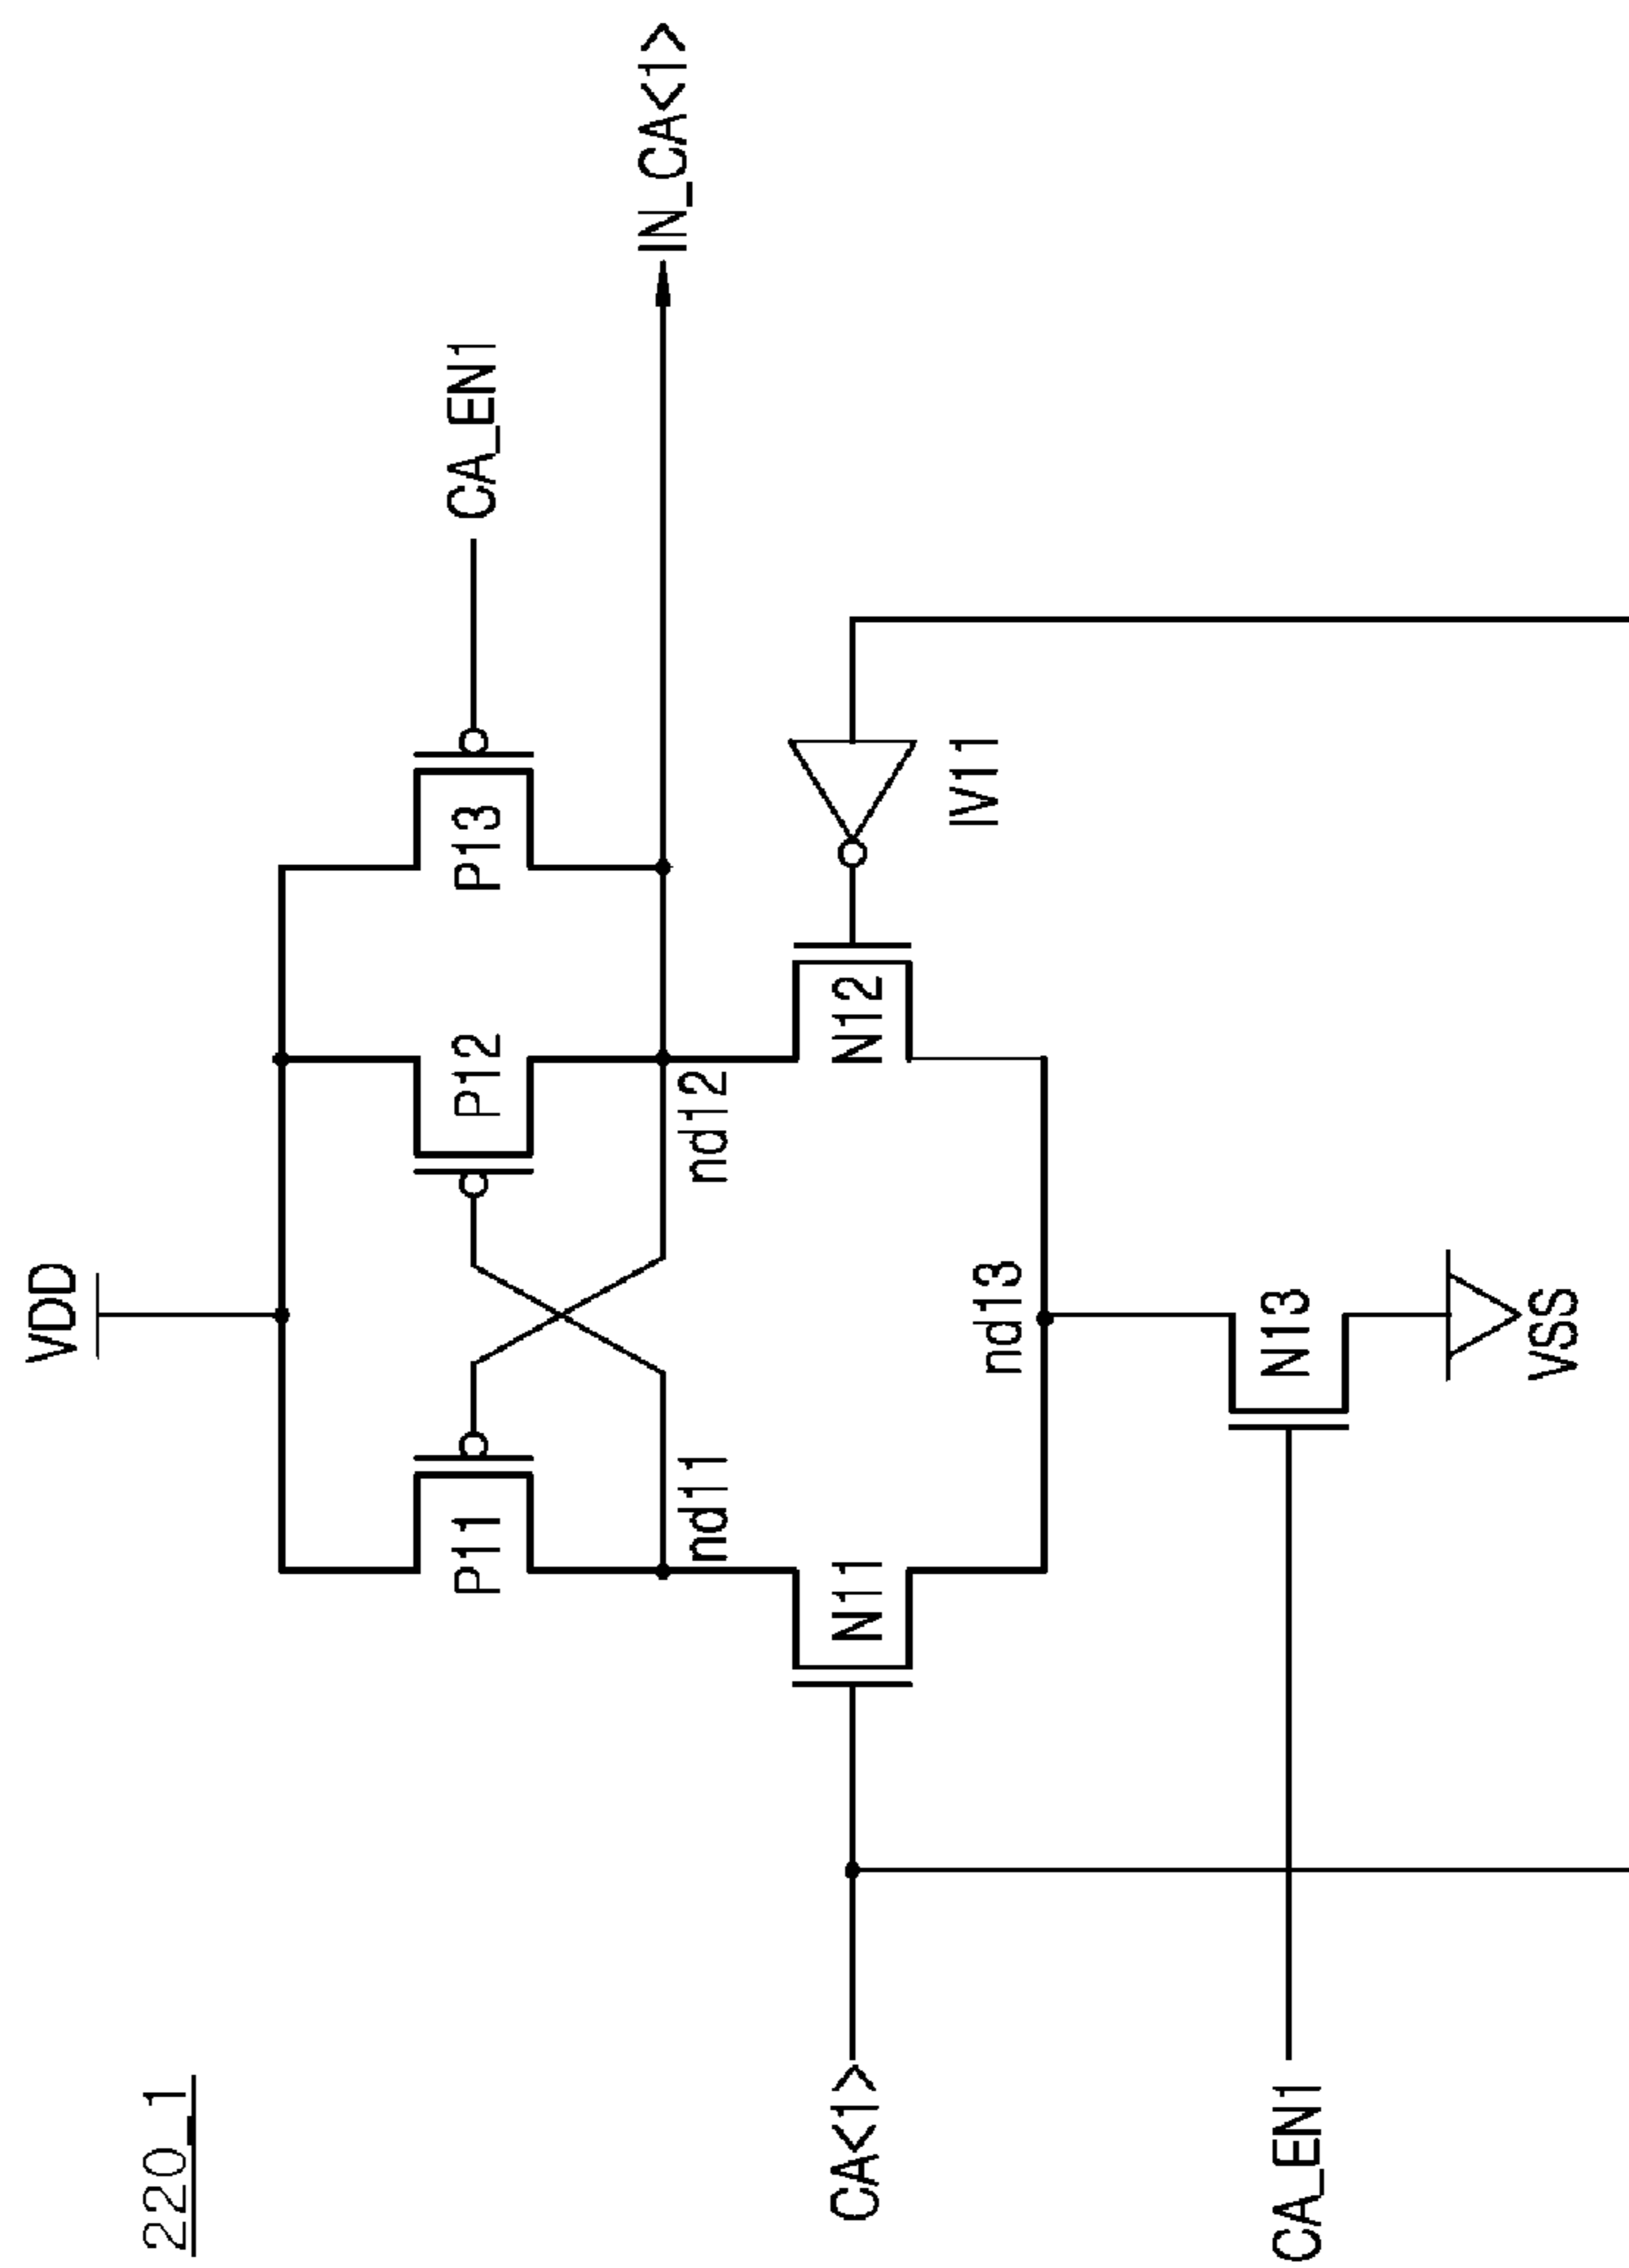 220_1
VDD
P11
P12
P13
CA_EN1
nd11
nd12
IN_CA<1>
CA<1>
N11
N12
IV11
nd13
CA_EN1
N13
VSS